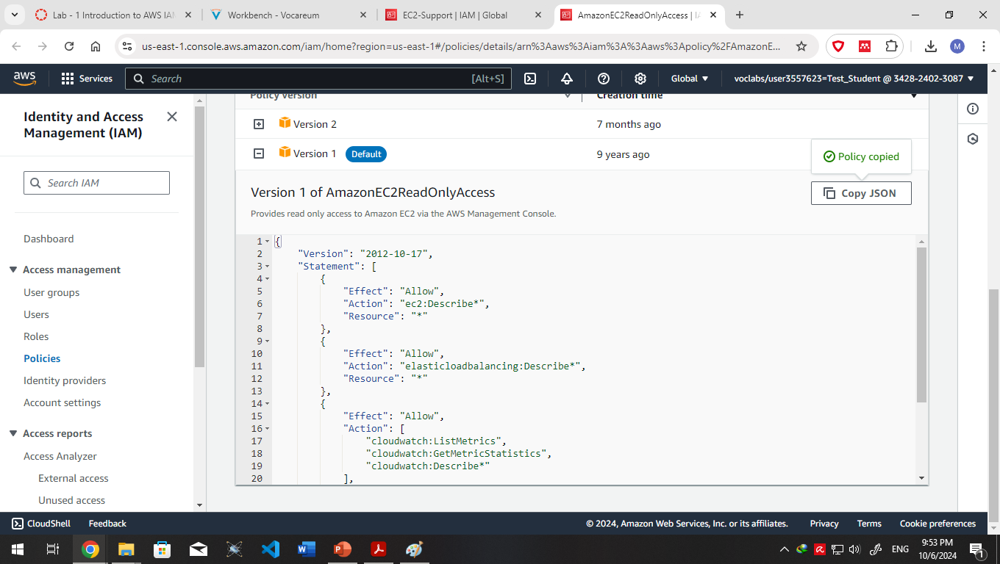 Lab - 1 Introduction to AWS IAM
Workbench - Vocareum
EC2-Support | IAM | Global
AmazonEC2ReadOnlyAccess | IA
us-east-1.console.aws.amazon.com/iam/home?region=us-east-1#/policies/details/arn%3Aaws%3Aiam%3A%3Aaws%3Apolicy%2FAmazonE...
M
aws
Services
Search
[Alt+S]
Global
voclabs/user3557623=Test_Student @ 3428-2402-3087
Identity and Access
Management (IAM)
Search IAM
Dashboard
Access management
User groups
Users
Roles
Policies
Identity providers
Account settings
Access reports
Access Analyzer
External access
Unused access
Policy version
Creation time
Version 2
7 months ago
Version 1
Default
9 years ago
Policy copied
Version 1 of AmazonEC2ReadOnlyAccess
Copy JSON
Provides read only access to Amazon EC2 via the AWS Management Console.
1 {
2 "Version": "2012-10-17",
3 "Statement": [
4 {
5 "Effect": "Allow",
6 "Action": "ec2:Describe*",
7 "Resource": "*"
8 },
9 {
10 "Effect": "Allow",
11 "Action": "elasticloadbalancing:Describe*",
12 "Resource": "*"
13 },
14 {
15 "Effect": "Allow",
16 "Action": [
17 "cloudwatch:ListMetrics",
18 "cloudwatch:GetMetricStatistics",
19 "cloudwatch:Describe*"
20 ],
CloudShell
Feedback
© 2024, Amazon Web Services, Inc. or its affiliates.
Privacy
Terms
Cookie preferences
ENG
9:53 PM
10/6/2024
1